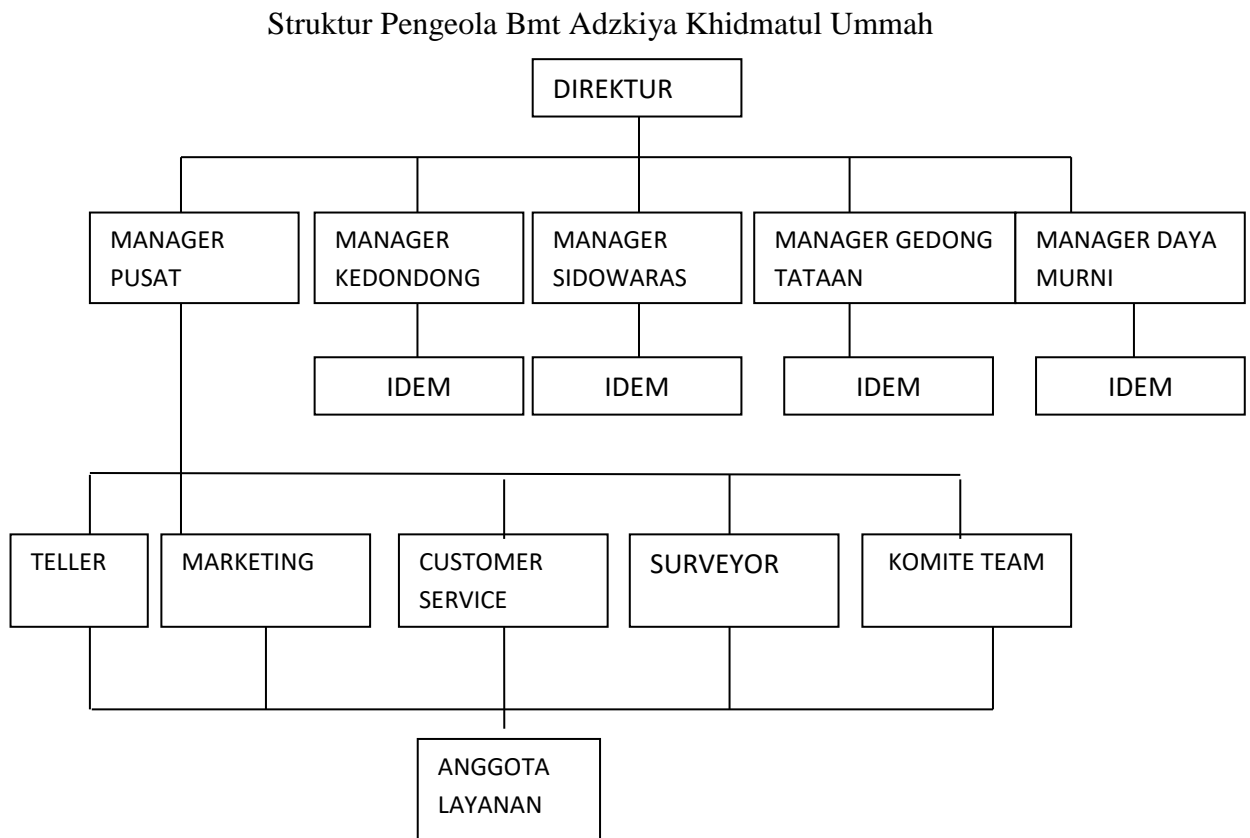 Struktur Pengeola Bmt Adzkiya Khidmatul Ummah
DIREKTUR
MANAGER
PUSAT
MANAGER
KEDONDONG
MANAGER
SIDOWARAS
MANAGER GEDONG
TATAAN
MANAGER DAYA
MURNI
IDEM
IDEM
IDEM
IDEM
TELLER
MARKETING
CUSTOMER
SERVICE
SURVEYOR
KOMITE TEAM
ANGGOTA
LAYANAN